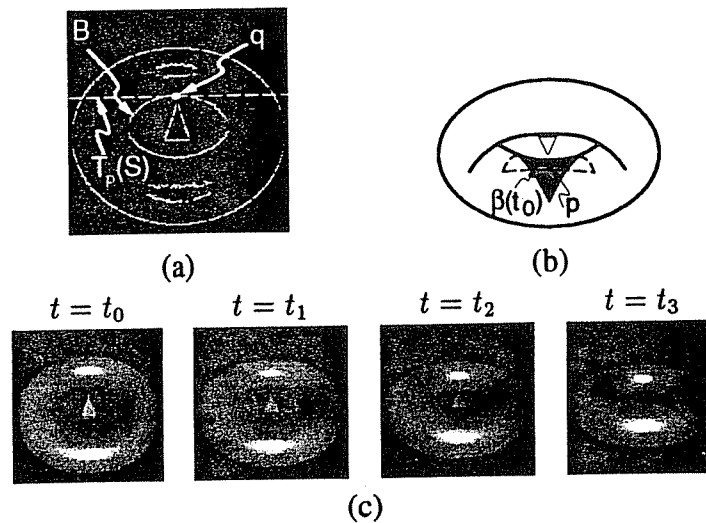 B q
T_p(S)
β(t_0) p
(a) (b)
t = t_0 t = t_1 t = t_2 t = t_3
(c)